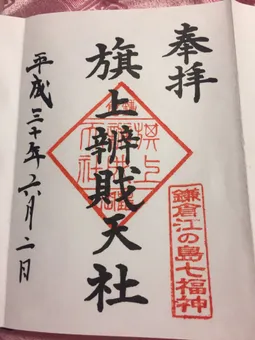 奉拝
旗上辨戝天社
鎌倉江の島七福神
平成三十年六月二日